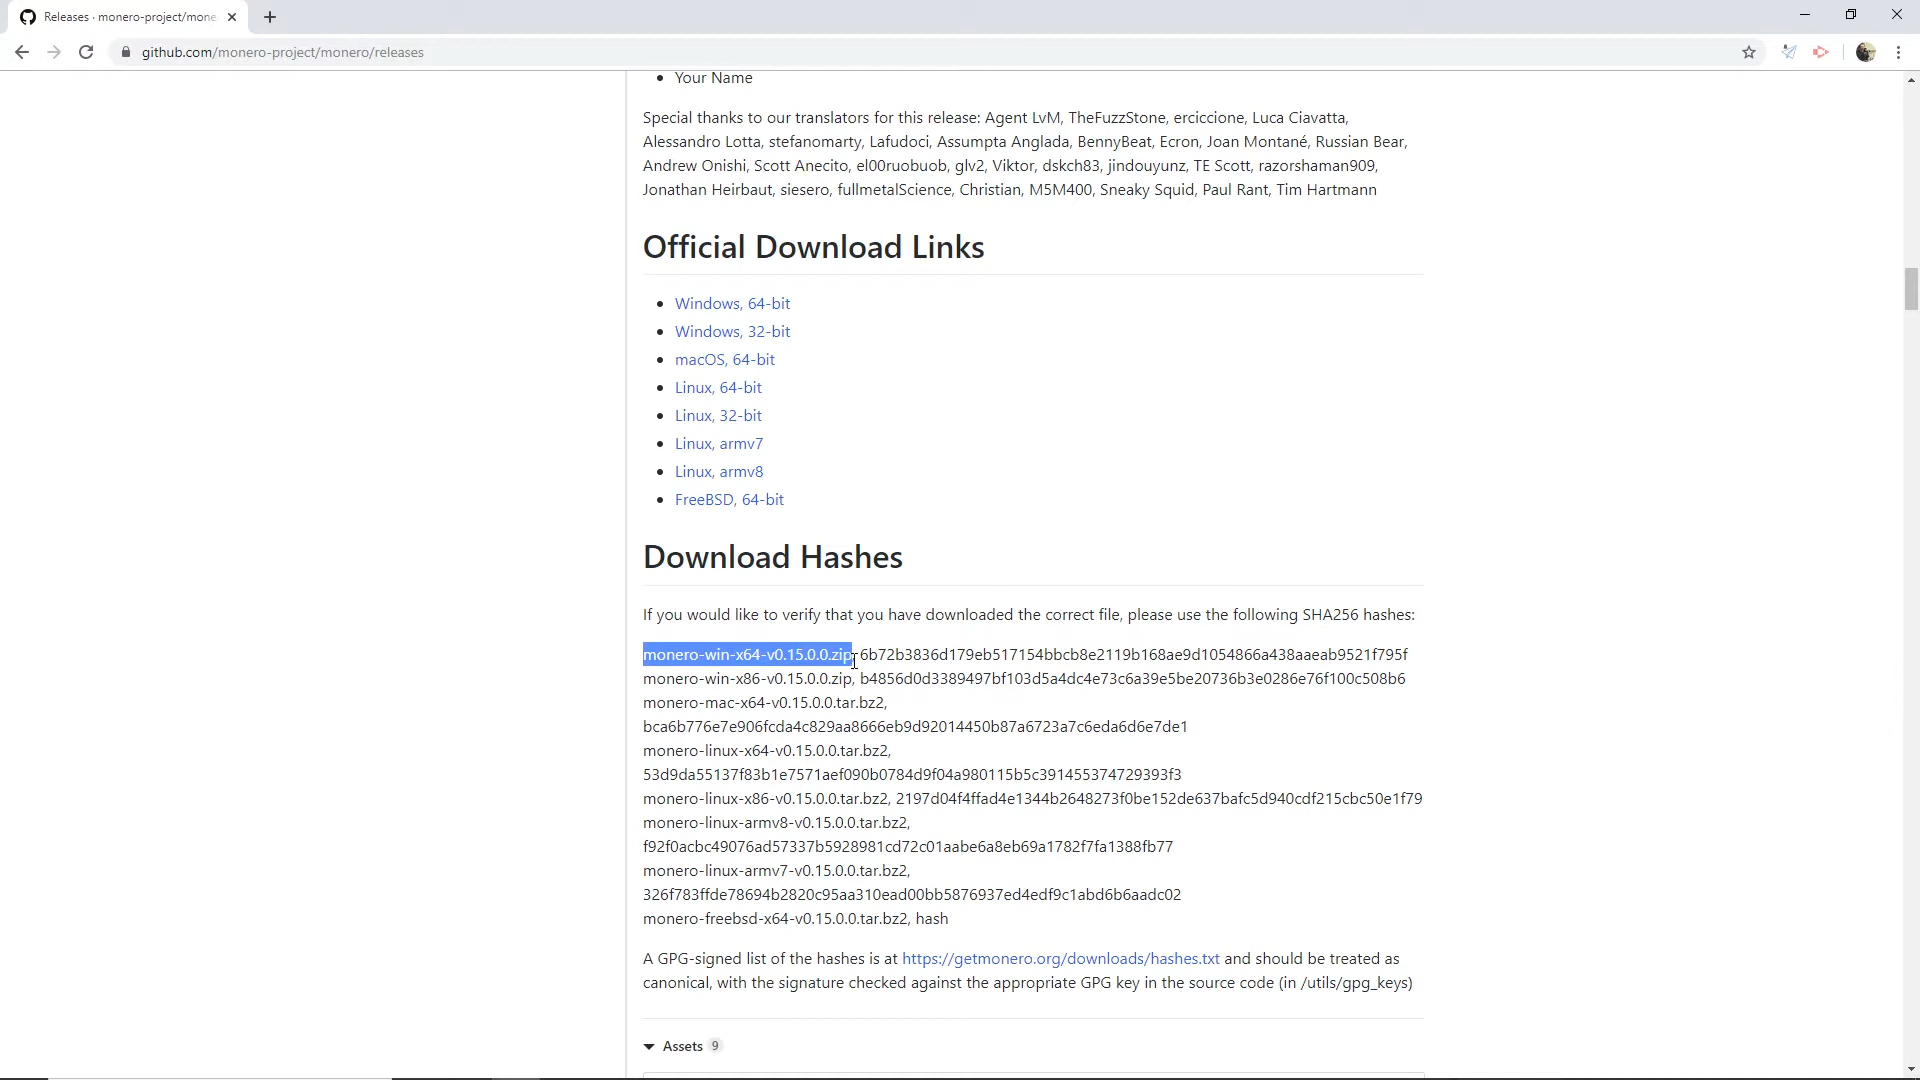 Releases · monero-project/mone
github.com/monero-project/monero/releases
Your Name
Special thanks to our translators for this release: Agent LvM, TheFuzzStone, erciccione, Luca Ciavatta,
Alessandro Lotta, stefanomarty, Lafudoci, Assumpta Anglada, BennyBeat, Ecron, Joan Montané, Russian Bear,
Andrew Onishi, Scott Anecito, el00ruobuob, glv2, Viktor, dskch83, jindouyunz, TE Scott, razorshaman909,
Jonathan Heirbaut, siesero, fullmetalScience, Christian, M5M400, Sneaky Squid, Paul Rant, Tim Hartmann
Official Download Links
Windows, 64-bit
Windows, 32-bit
macOS, 64-bit
Linux, 64-bit
Linux, 32-bit
Linux, armv7
Linux, armv8
FreeBSD, 64-bit
Download Hashes
If you would like to verify that you have downloaded the correct file, please use the following SHA256 hashes:
monero-win-x64-v0.15.0.0.zip, 6b72b3836d179eb517154bbcb8e2119b168ae9d1054866a438aaeab9521f795f
monero-win-x86-v0.15.0.0.zip, b4856d0d3389497bf103d5a4dc4e73c6a39e5be20736b3e0286e76f100c508b6
monero-mac-x64-v0.15.0.0.tar.bz2,
bca6b776e7e906fcda4c829aa8666eb9d92014450b87a6723a7c6eda6d6e7de1
monero-linux-x64-v0.15.0.0.tar.bz2,
53d9da55137f83b1e7571aef090b0784d9f04a980115b5c391455374729393f3
monero-linux-x86-v0.15.0.0.tar.bz2, 2197d04f4ffad4e1344b2648273f0be152de637bafc5d940cdf215cbc50e1f79
monero-linux-armv8-v0.15.0.0.tar.bz2,
f92f0acbc49076ad57337b5928981cd72c01aabe6a8eb69a1782f7fa1388fb77
monero-linux-armv7-v0.15.0.0.tar.bz2,
326f783ffde78694b2820c95aa310ead00bb5876937ed4edf9c1abd6b6aadc02
monero-freebsd-x64-v0.15.0.0.tar.bz2, hash
A GPG-signed list of the hashes is at https://getmonero.org/downloads/hashes.txt and should be treated as
canonical, with the signature checked against the appropriate GPG key in the source code (in /utils/gpg_keys)
Assets 9